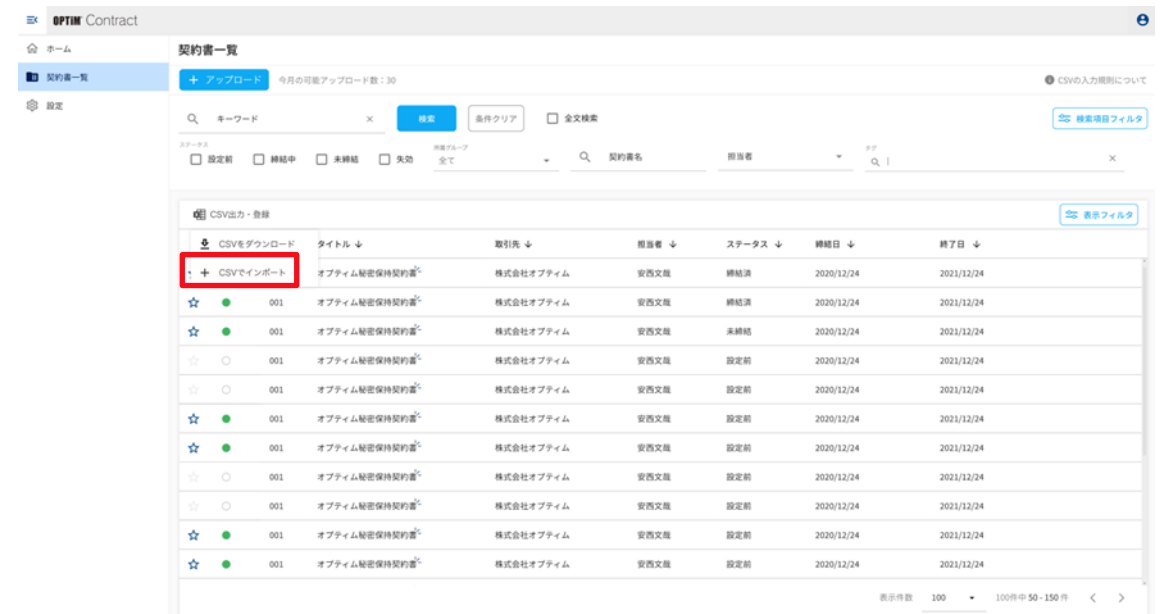 OPTiM Contract
ホーム
契約書一覧
設定
契約書一覧
+ アップロード 今月の可能アップロード数：30 CSVの入力規則について
キーワード × 検索 条件クリア 全文検索 検索項目フィルタ
ステータス 所属グループ タグ
設定前 締結中 未締結 失効 全て 契約書名 担当者 ×
CSV出力・登録 表示フィルタ
CSVをダウンロード タイトル ↓ 取引先 ↓ 担当者 ↓ ステータス ↓ 締結日 ↓ 終了日 ↓
+ CSVでインポート オプティム秘密保持契約書 株式会社オプティム 安西文哉 締結済 2020/12/24 2021/12/24
001 オプティム秘密保持契約書 株式会社オプティム 安西文哉 締結済 2020/12/24 2021/12/24
001 オプティム秘密保持契約書 株式会社オプティム 安西文哉 未締結 2020/12/24 2021/12/24
001 オプティム秘密保持契約書 株式会社オプティム 安西文哉 設定前 2020/12/24 2021/12/24
001 オプティム秘密保持契約書 株式会社オプティム 安西文哉 設定前 2020/12/24 2021/12/24
001 オプティム秘密保持契約書 株式会社オプティム 安西文哉 設定前 2020/12/24 2021/12/24
001 オプティム秘密保持契約書 株式会社オプティム 安西文哉 設定前 2020/12/24 2021/12/24
001 オプティム秘密保持契約書 株式会社オプティム 安西文哉 設定前 2020/12/24 2021/12/24
001 オプティム秘密保持契約書 株式会社オプティム 安西文哉 設定前 2020/12/24 2021/12/24
001 オプティム秘密保持契約書 株式会社オプティム 安西文哉 設定前 2020/12/24 2021/12/24
001 オプティム秘密保持契約書 株式会社オプティム 安西文哉 設定前 2020/12/24 2021/12/24
表示件数 100 100件中 50 - 150 件